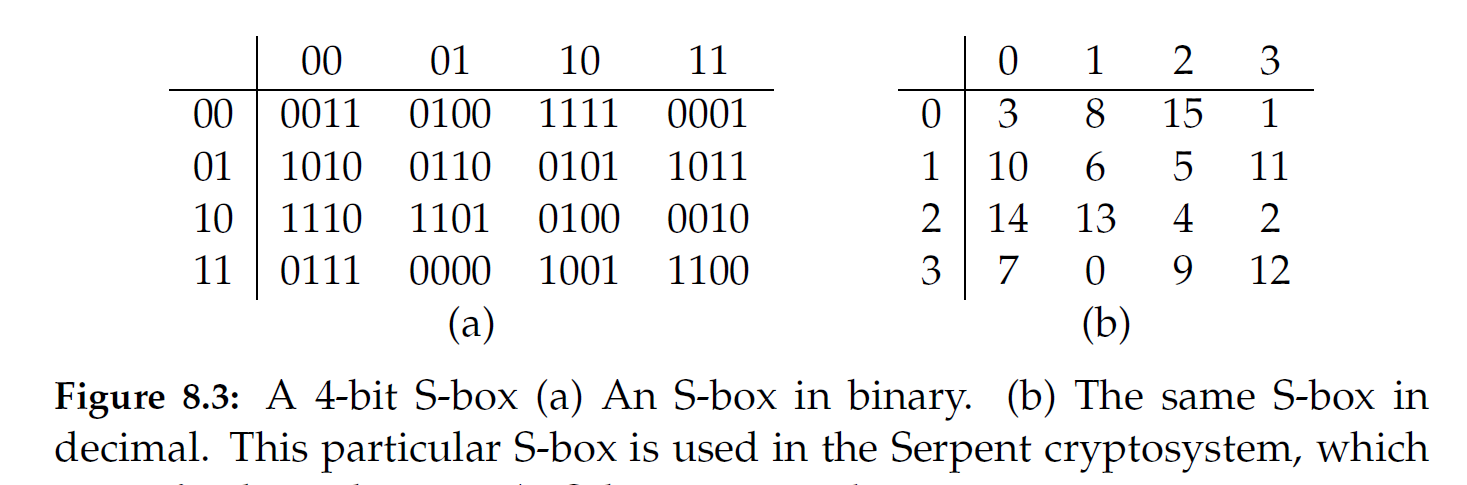 00 01 10 11
00 0011 0100 1111 0001
01 1010 0110 0101 1011
10 1110 1101 0100 0010
11 0111 0000 1001 1100
(a)
0 1 2 3
0 3 8 15 1
1 10 6 5 11
2 14 13 4 2
3 7 0 9 12
(b)
Figure 8.3: A 4-bit S-box (a) An S-box in binary. (b) The same S-box in
decimal. This particular S-box is used in the Serpent cryptosystem, which